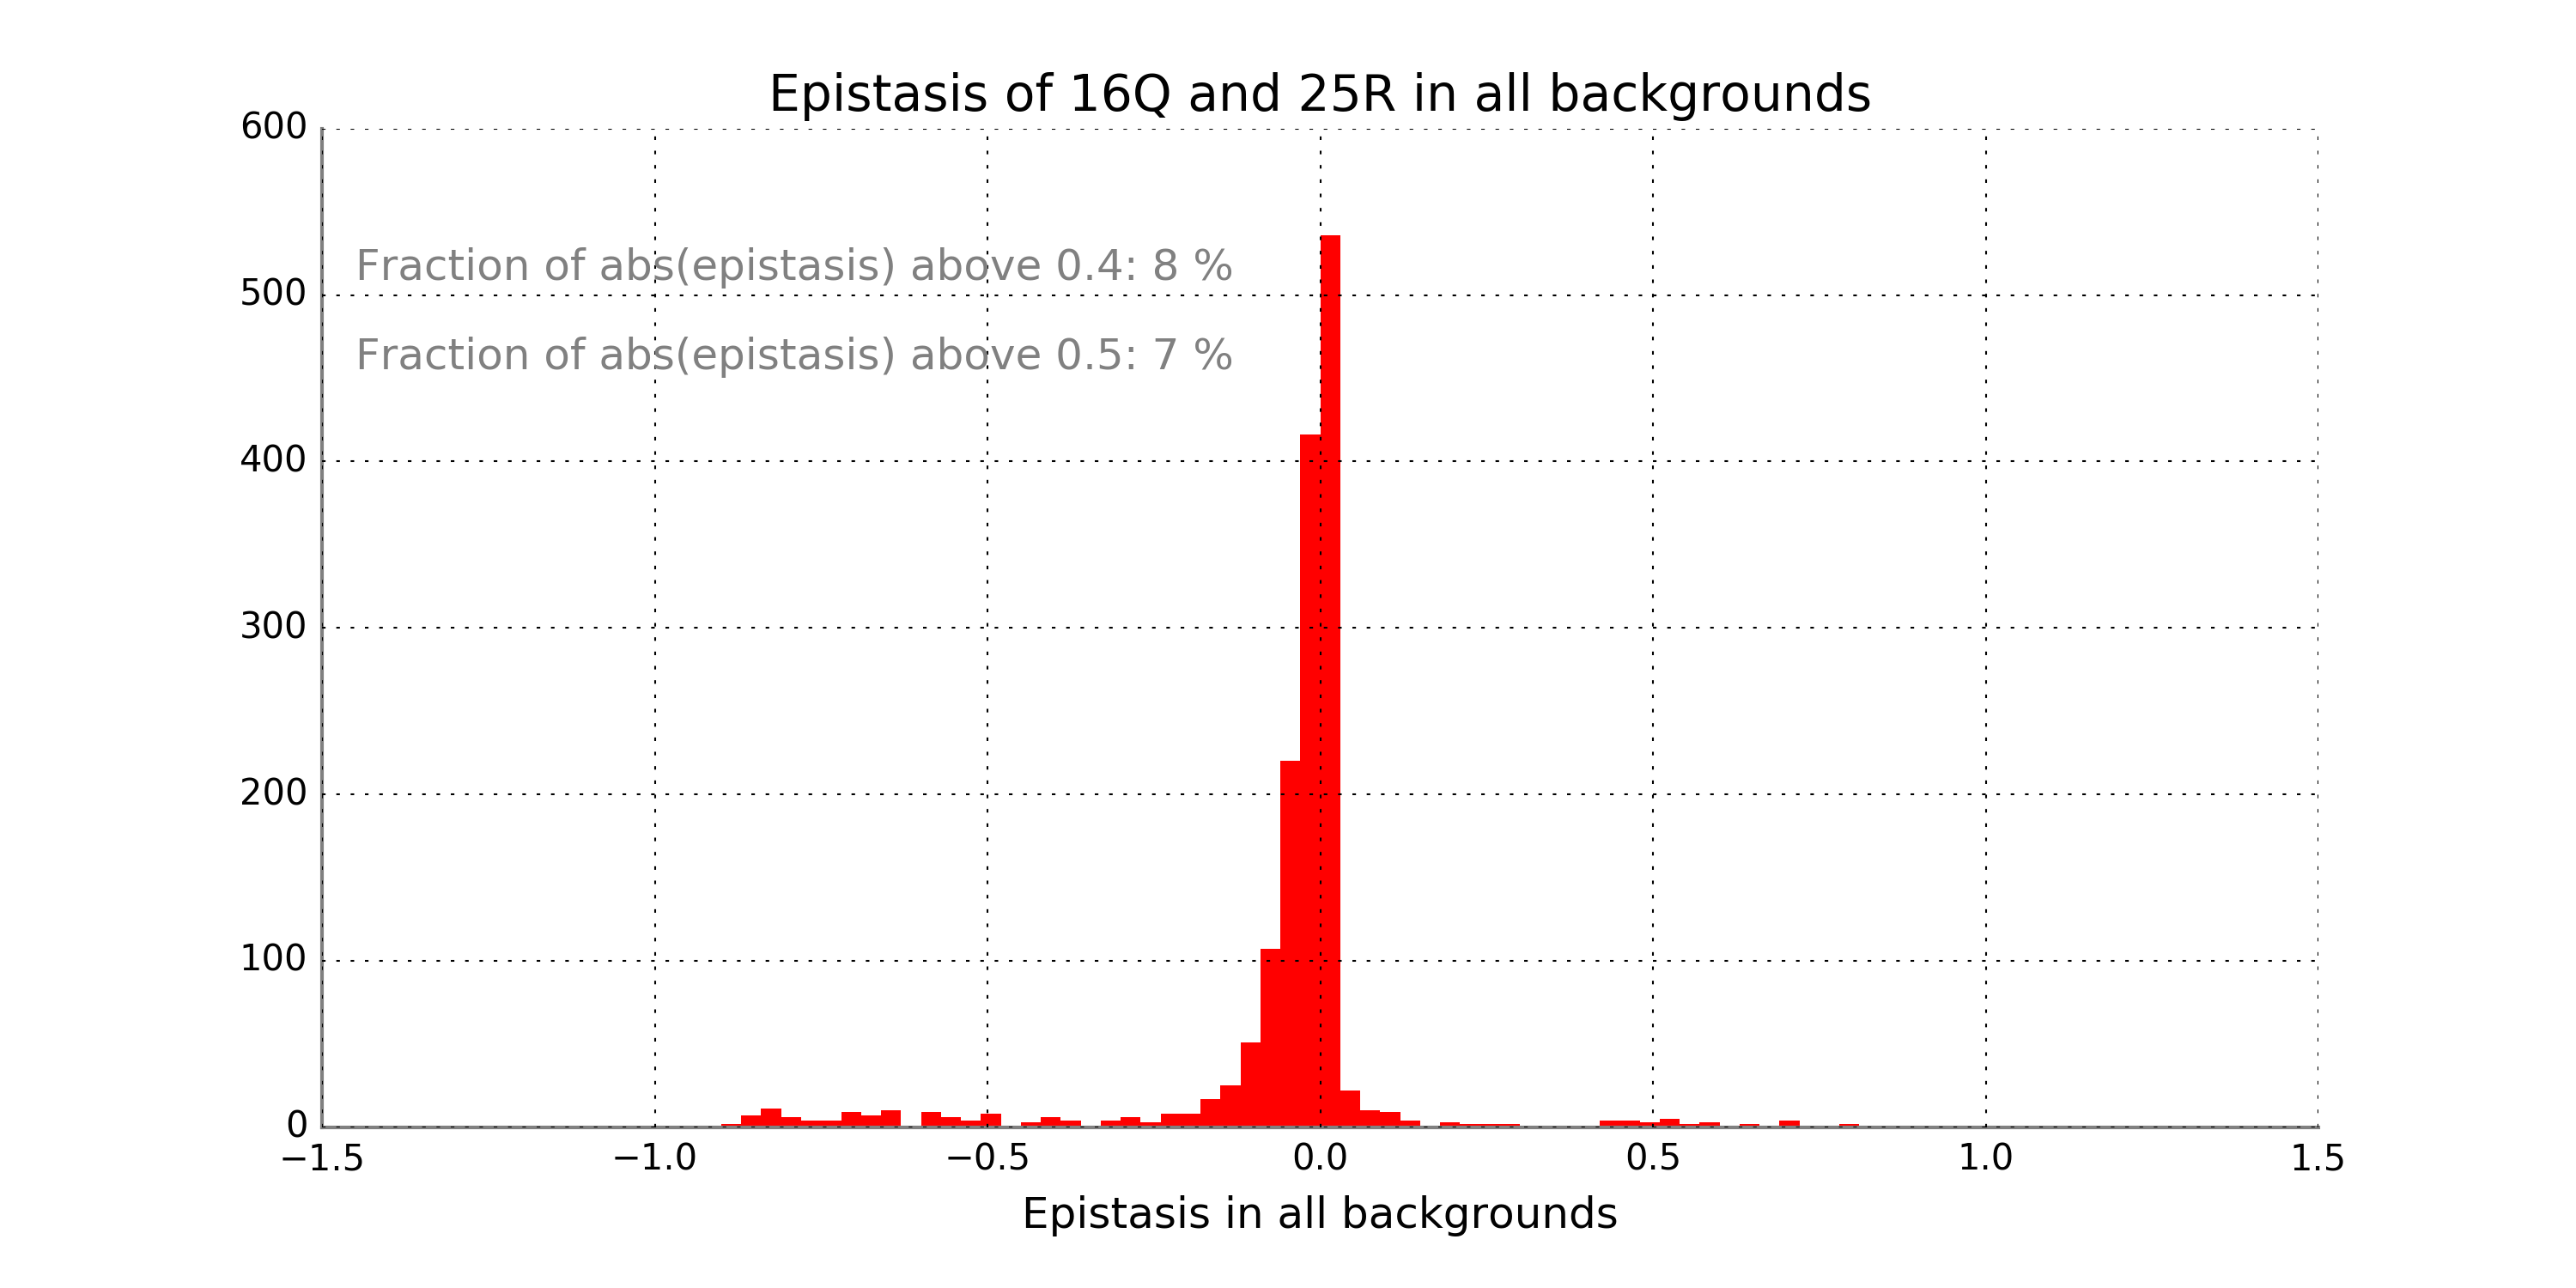 Epistasis of 16Q and 25R in all backgrounds
600
Fraction of abs(epistasis) above 0.4: 8 %
500
Fraction of abs(epistasis) above 0.5: 7 %
400
300
200
100
0
−1.5 −1.0 −0.5 0.0 0.5 1.0 1.5
Epistasis in all backgrounds